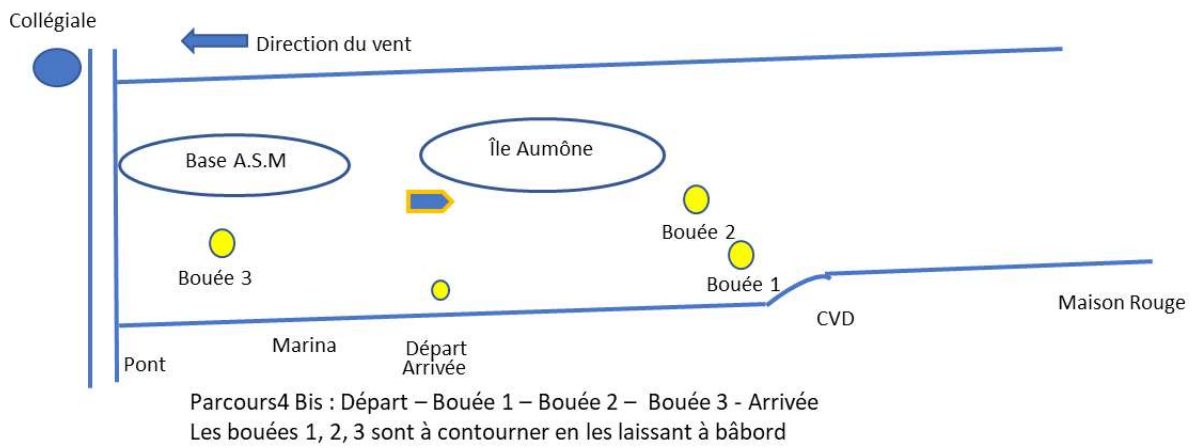 Collégiale
Direction du vent
Base A.S.M
Île Aumône
Bouée 2
Bouée 3
Bouée 1
Maison Rouge
CVD
Marina
Départ
Arrivée
Pont
Parcours4 Bis : Départ – Bouée 1 – Bouée 2 – Bouée 3 - Arrivée
Les bouées 1, 2, 3 sont à contourner en les laissant à bâbord